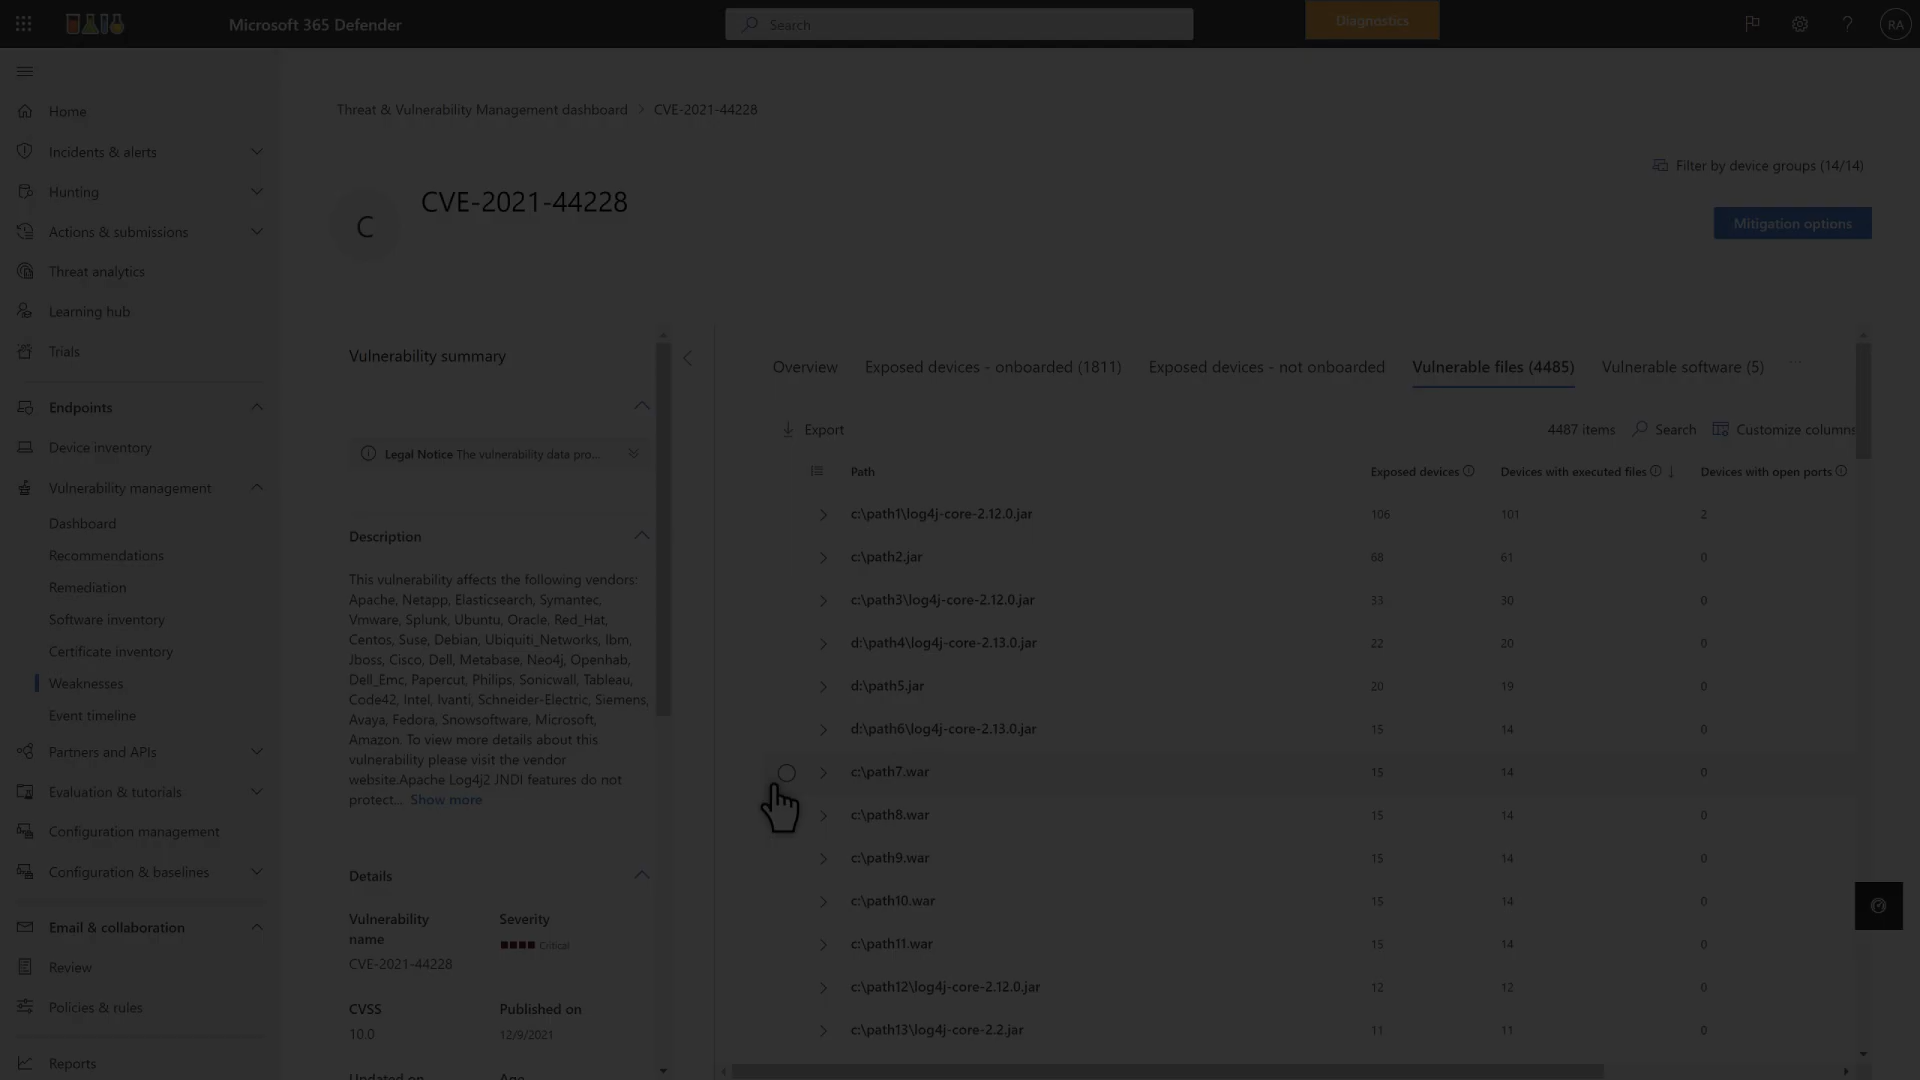 Microsoft 365 Defender
Search
Diagnostics
RA
Home
Incidents & alerts
Hunting
Actions & submissions
Threat analytics
Learning hub
Trials
Endpoints
Device inventory
Vulnerability management
Dashboard
Recommendations
Remediation
Software inventory
Certificate inventory
Weaknesses
Event timeline
Partners and APIs
Evaluation & tutorials
Configuration management
Configuration & baselines
Email & collaboration
Review
Policies & rules
Reports
Threat & Vulnerability Management dashboard > CVE-2021-44228
Filter by device groups (14/14)
C
CVE-2021-44228
Mitigation options
Vulnerability summary
Legal Notice The vulnerability data pro...
Description
This vulnerability affects the following vendors:
Apache, Netapp, Elasticsearch, Symantec,
Vmware, Splunk, Ubuntu, Oracle, Red_Hat,
Centos, Suse, Debian, Ubiquiti_Networks, Ibm,
Jboss, Cisco, Dell, Metabase, Neo4j, Openhab,
Dell_Emc, Papercut, Philips, Sonicwall, Tableau,
Code42, Intel, Ivanti, Schneider-Electric, Siemens,
Avaya, Fedora, Snowsoftware, Microsoft,
Amazon. To view more details about this
vulnerability please visit the vendor
website.Apache Log4j2 JNDI features do not
protect... Show more
Details
Vulnerability name Severity
CVE-2021-44228 Critical
CVSS Published on
10.0 12/9/2021
Updated on Age
Overview Exposed devices - onboarded (1811) Exposed devices - not onboarded Vulnerable files (4485) Vulnerable software (5) ...
Export 4487 items Search Customize columns
Path Exposed devices Devices with executed files Devices with open ports
c:\path1\log4j-core-2.12.0.jar 106 101 2
c:\path2.jar 68 61 0
c:\path3\log4j-core-2.12.0.jar 33 30 0
d:\path4\log4j-core-2.13.0.jar 22 20 0
d:\path5.jar 20 19 0
d:\path6\log4j-core-2.13.0.jar 15 14 0
c:\path7.war 15 14 0
c:\path8.war 15 14 0
c:\path9.war 15 14 0
c:\path10.war 15 14 0
c:\path11.war 15 14 0
c:\path12\log4j-core-2.12.0.jar 12 12 0
c:\path13\log4j-core-2.2.jar 11 11 0